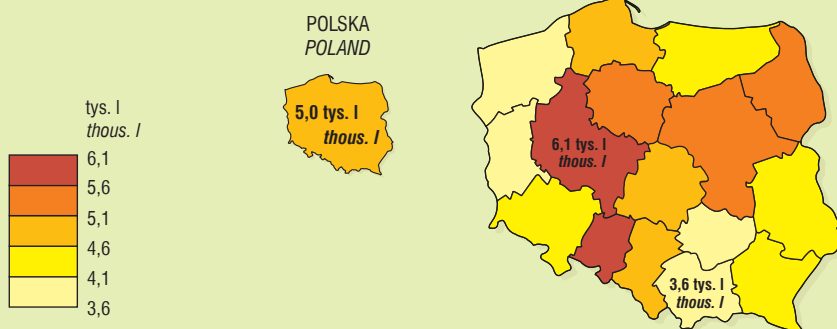 POLSKA
POLAND
5,0 tys. l
thous. l
tys. l
thous. l
6,1
5,6
5,1
4,6
4,1
3,6
6,1 tys. l
thous. l
3,6 tys. l
thous. l